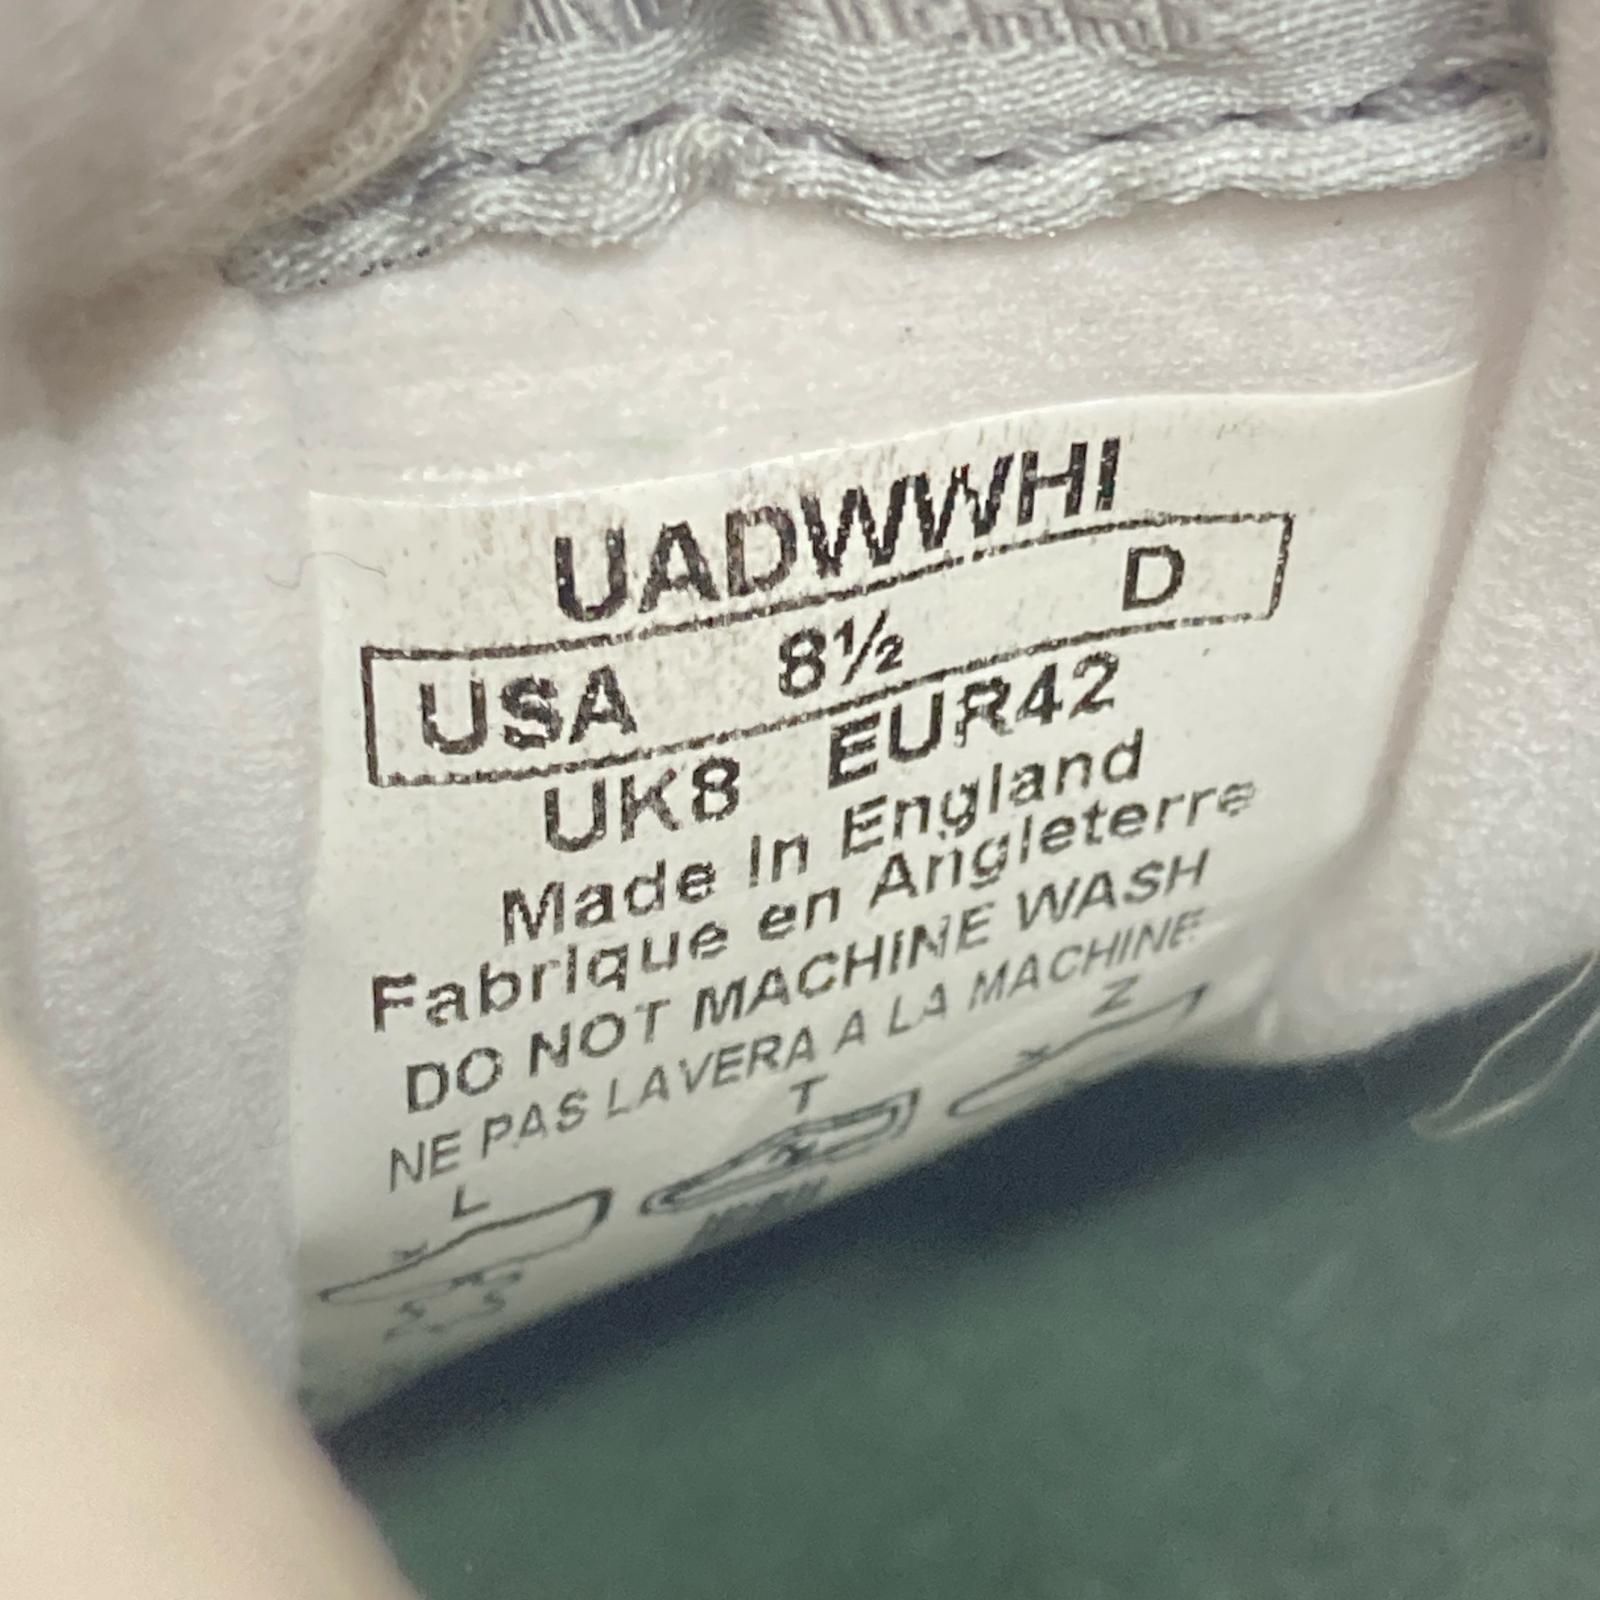 UADWWHI
USA 8½ D
UK8 EUR42
Made In England
Fabrique en Angleterre
DO NOT MACHINE WASH
NE PAS LAVERA A LA MACHINE
L T Z